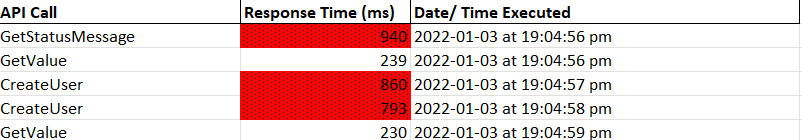 API Call Response Time (ms) Date/ Time Executed
GetStatusMessage 940 2022-01-03 at 19:04:56 pm
GetValue 239 2022-01-03 at 19:04:56 pm
CreateUser 860 2022-01-03 at 19:04:57 pm
CreateUser 793 2022-01-03 at 19:04:58 pm
GetValue 230 2022-01-03 at 19:04:59 pm